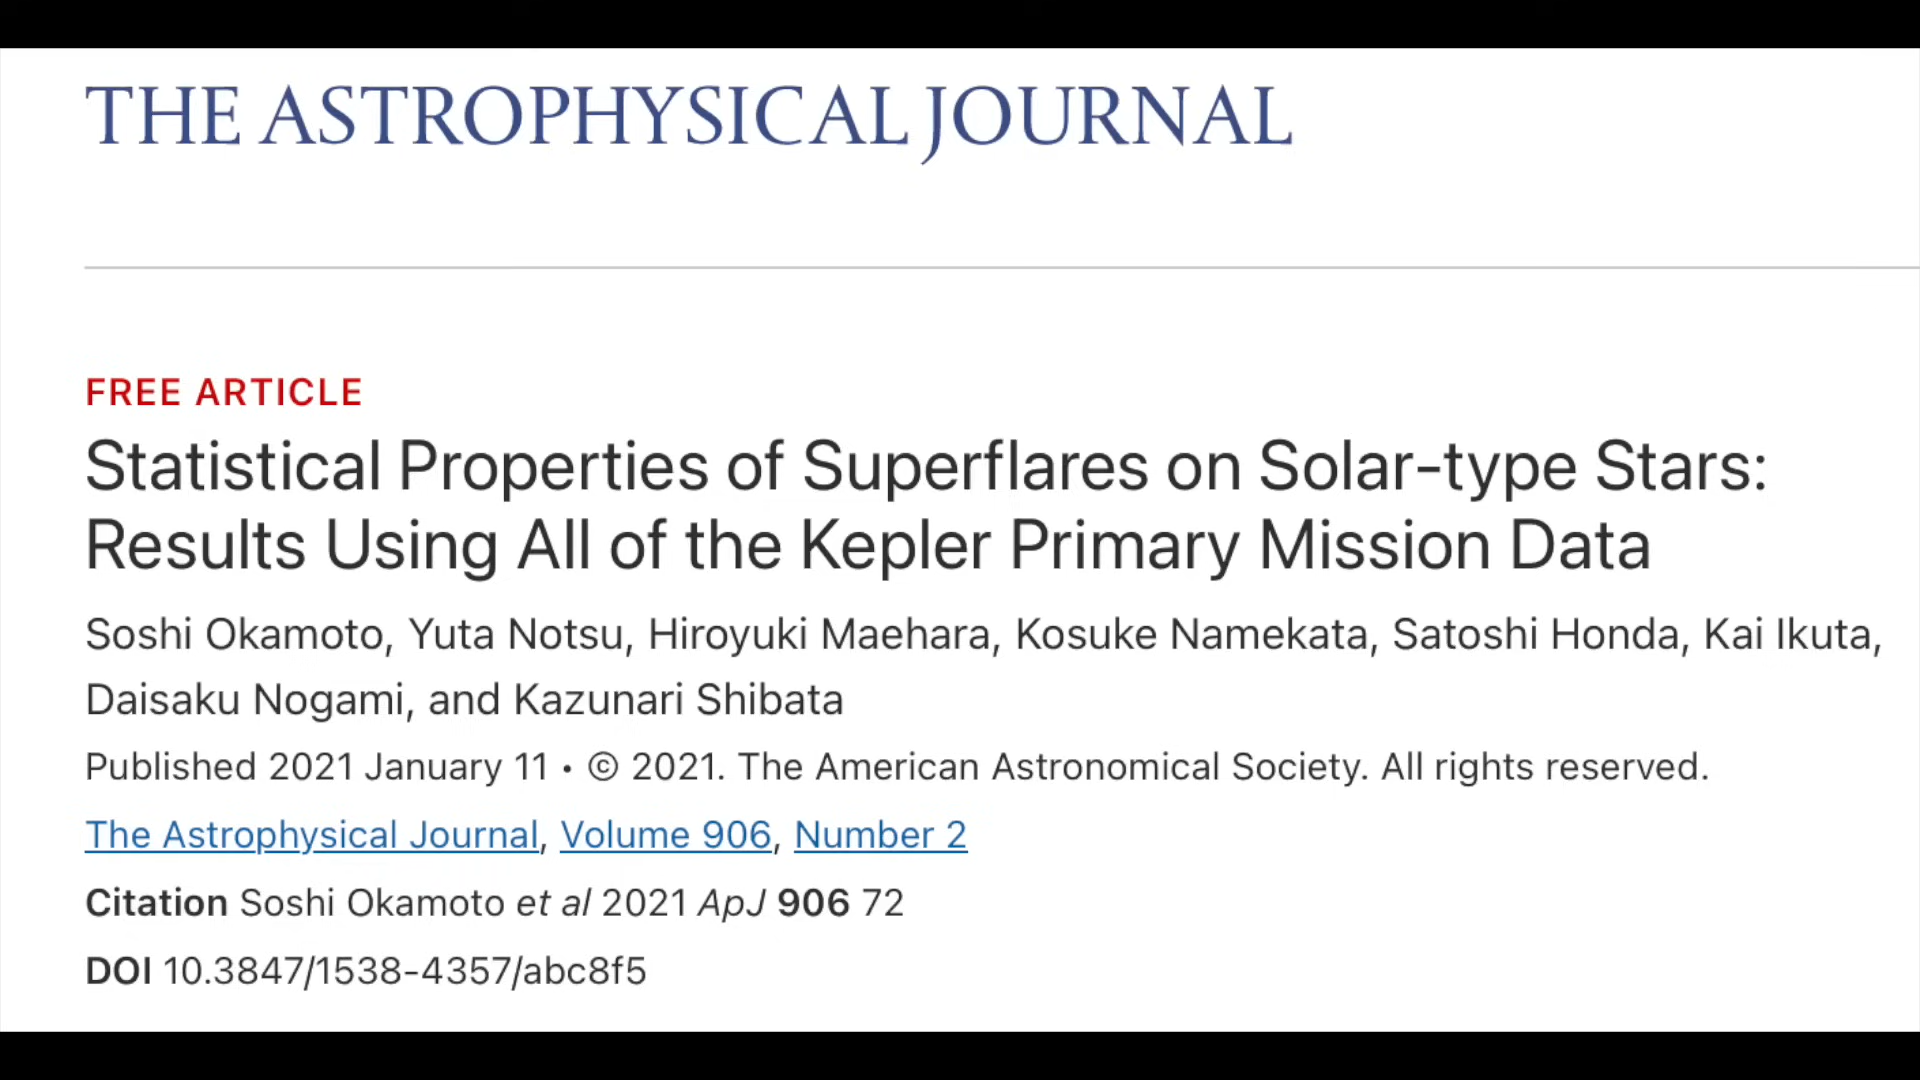 THE ASTROPHYSICAL JOURNAL
FREE ARTICLE
Statistical Properties of Superflares on Solar-type Stars:
Results Using All of the Kepler Primary Mission Data
Soshi Okamoto, Yuta Notsu, Hiroyuki Maehara, Kosuke Namekata, Satoshi Honda, Kai Ikuta,
Daisaku Nogami, and Kazunari Shibata
Published 2021 January 11 • © 2021. The American Astronomical Society. All rights reserved.
The Astrophysical Journal, Volume 906, Number 2
Citation Soshi Okamoto et al 2021 ApJ 906 72
DOI 10.3847/1538-4357/abc8f5